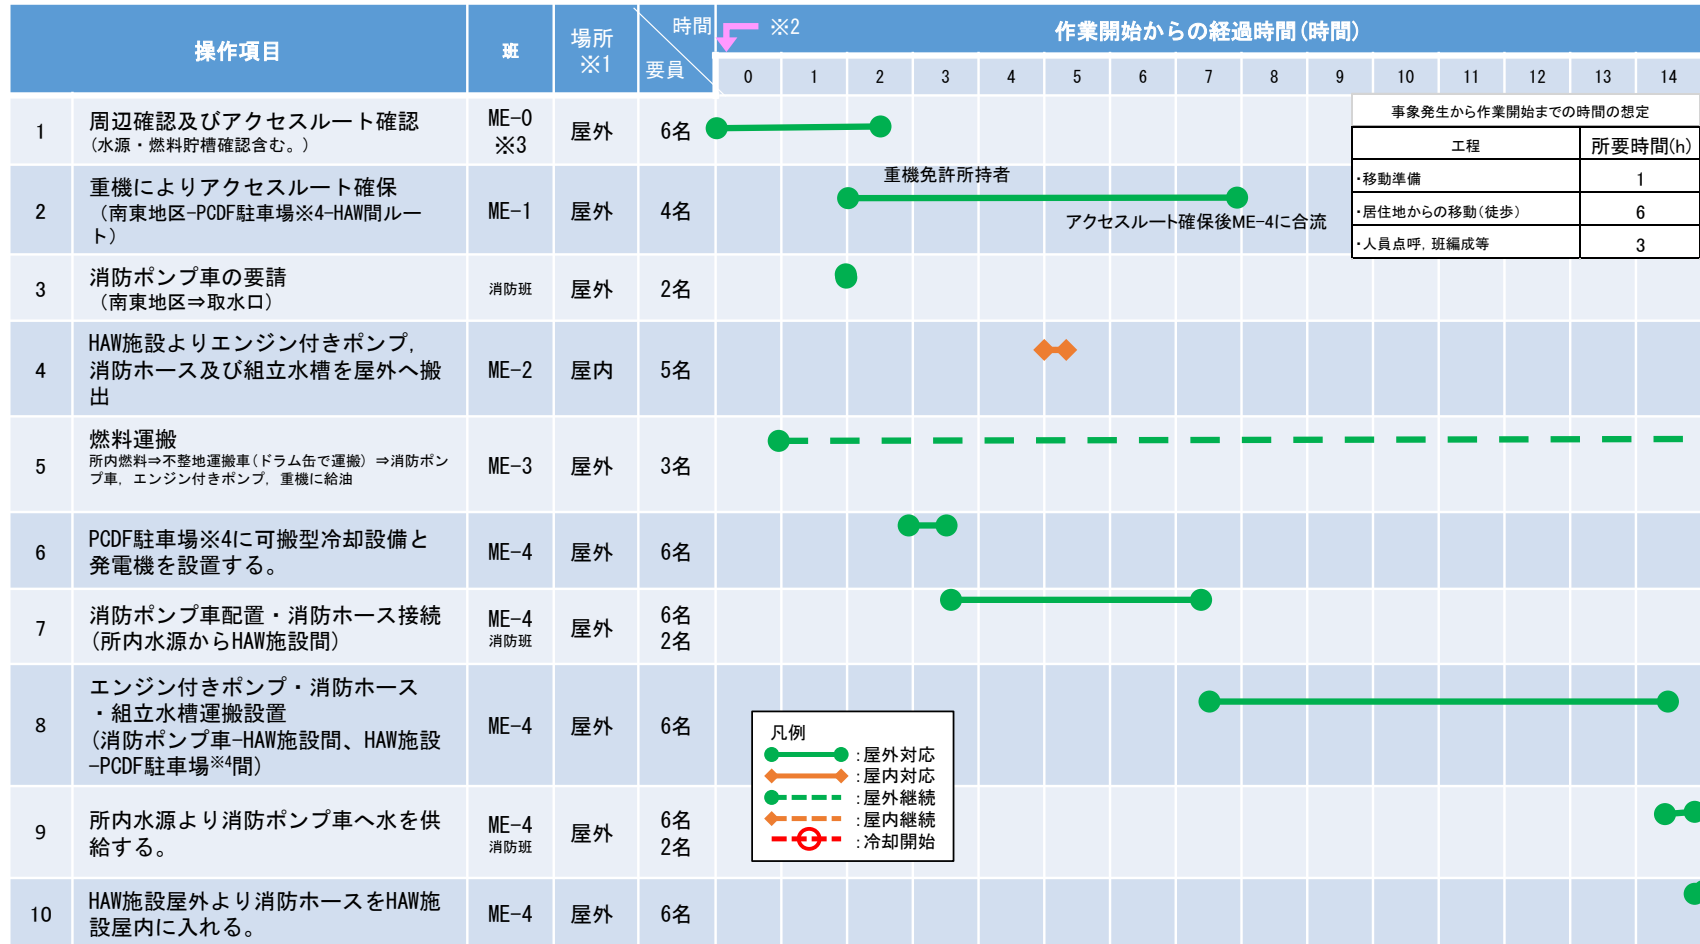 操作項目
班
場所
※1
時間
要員
※2
作業開始からの経過時間(時間)
0 1 2 3 4 5 6 7 8 9 10 11 12 13 14
事象発生から作業開始までの時間の想定
工程 所要時間(h)
・移動準備 1
・居住地からの移動(徒歩) 6
・人員点呼, 班編成等 3
1
周辺確認及びアクセスルート確認
(水源・燃料貯槽確認含む。)
ME-0
※3
屋外
6名
2
重機によりアクセスルート確保
(南東地区-PCDF駐車場※4-HAW間ルー
ト)
ME-1
屋外
4名
重機免許所持者
アクセスルート確保後ME-4に合流
3
消防ポンプ車の要請
(南東地区⇒取水口)
消防班
屋外
2名
4
HAW施設よりエンジン付きポンプ,
消防ホース及び組立水槽を屋外へ搬
出
ME-2
屋内
5名
5
燃料運搬
所内燃料⇒不整地運搬車(ドラム缶で運搬) ⇒消防ポン
プ車, エンジン付きポンプ, 重機に給油
ME-3
屋外
3名
6
PCDF駐車場※4に可搬型冷却設備と
発電機を設置する。
ME-4
屋外
6名
7
消防ポンプ車配置・消防ホース接続
(所内水源からHAW施設間)
ME-4
消防班
屋外
6名
2名
8
エンジン付きポンプ・消防ホース
・組立水槽運搬設置
(消防ポンプ車-HAW施設間、HAW施設
-PCDF駐車場※4間)
ME-4
屋外
6名
凡例
:屋外対応
:屋内対応
:屋外継続
:屋内継続
:冷却開始
9
所内水源より消防ポンプ車へ水を供
給する。
ME-4
消防班
屋外
6名
2名
10
HAW施設屋外より消防ホースをHAW施
設屋内に入れる。
ME-4
屋外
6名